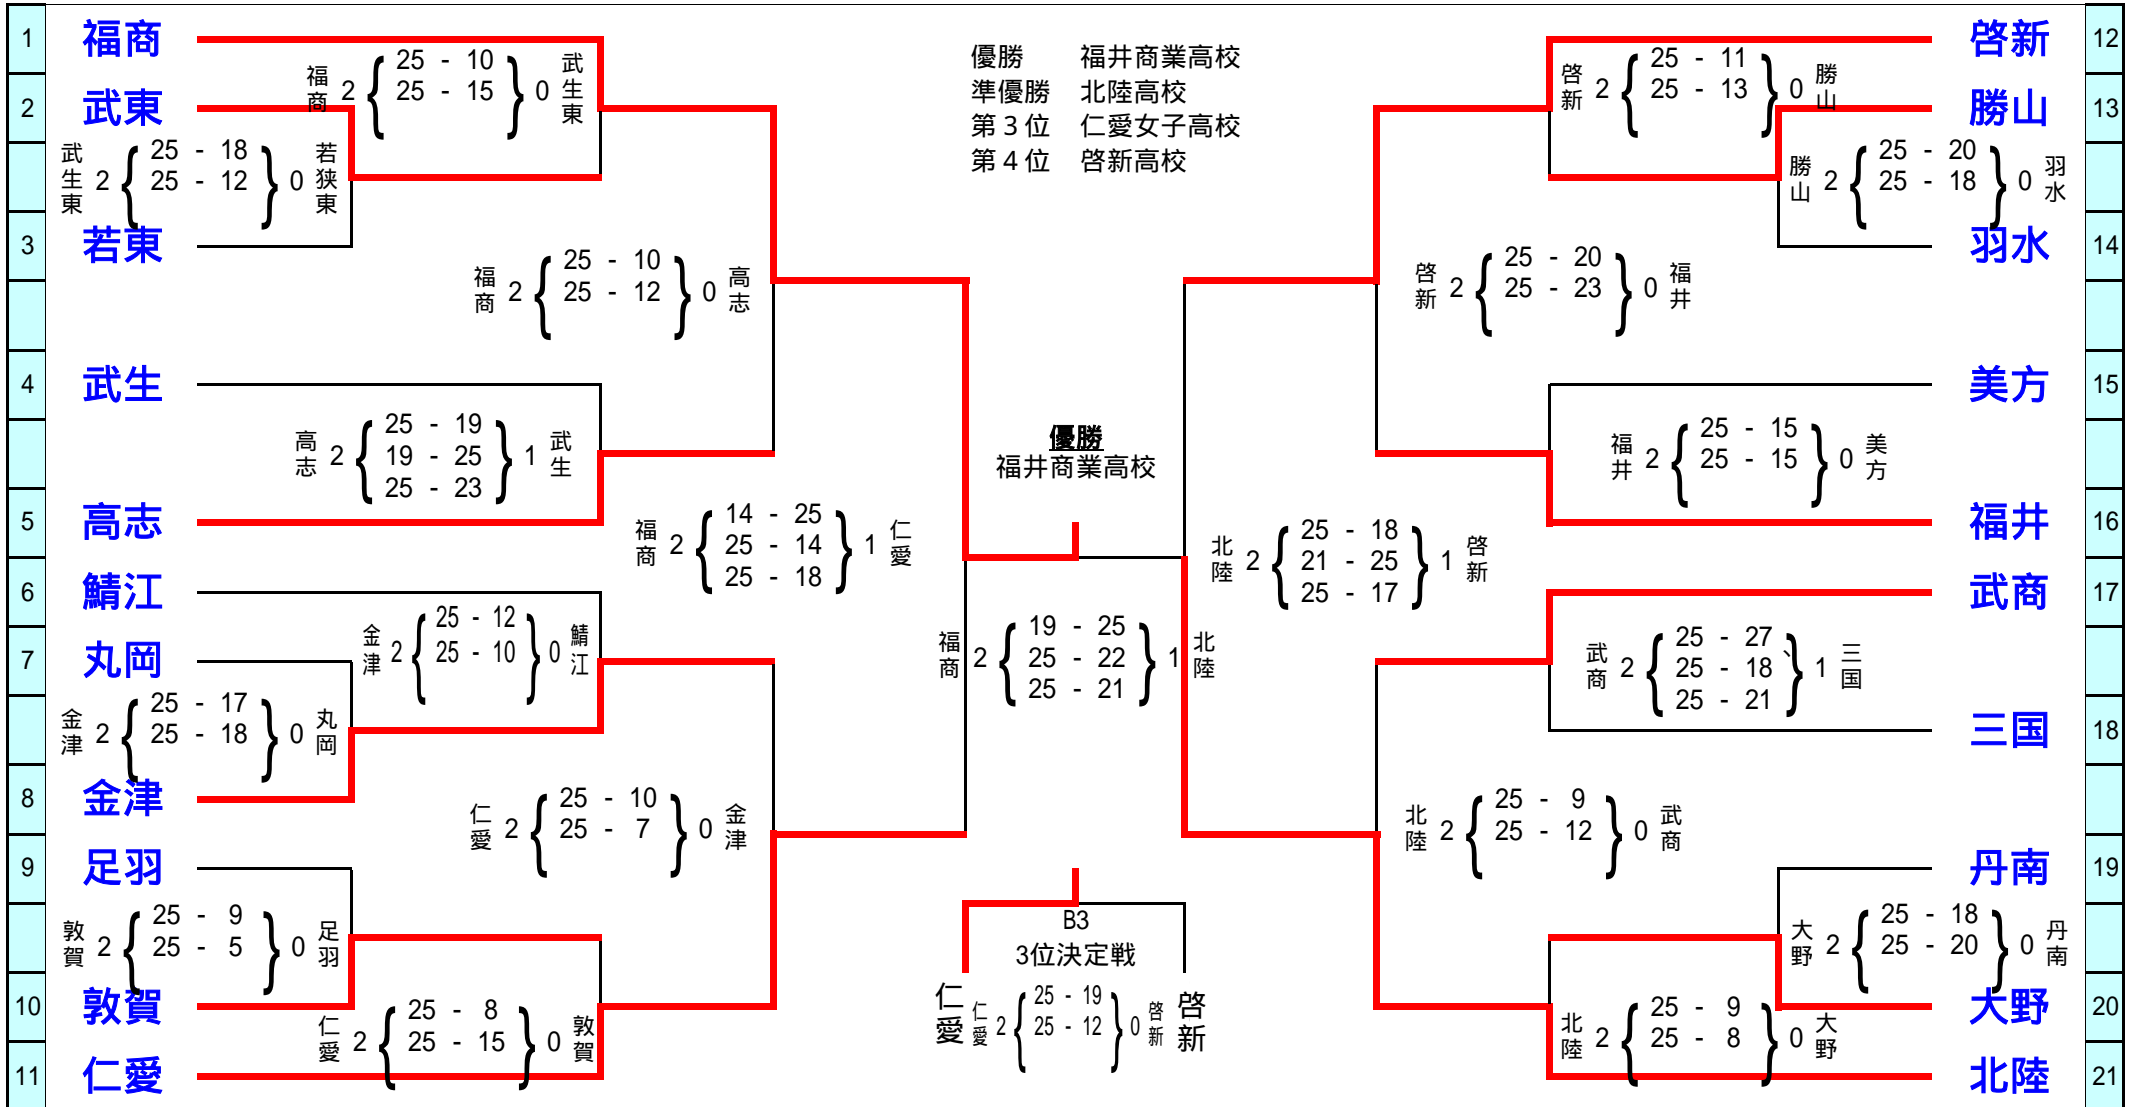 優勝 福井商業高校
準優勝 北陸高校
第3位 仁愛女子高校
第4位 啓新高校
1 福商
2 武東
3 若東
4 武生
5 高志
6 鯖江
7 丸岡
8 金津
9 足羽
10 敦賀
11 仁愛
福商 2 { 25 - 10 25 - 15 } 0 武生東
武生東 2 { 25 - 18 25 - 12 } 0 若狭東
福商 2 { 25 - 10 25 - 12 } 0 高志
高志 2 { 25 - 19 19 - 25 25 - 23 } 1 武生
福商 2 { 14 - 25 25 - 14 25 - 18 } 1 仁愛
金津 2 { 25 - 12 25 - 10 } 0 鯖江
金津 2 { 25 - 17 25 - 18 } 0 丸岡
仁愛 2 { 25 - 10 25 - 7 } 0 金津
敦賀 2 { 25 - 9 25 - 5 } 0 足羽
仁愛 2 { 25 - 8 25 - 15 } 0 敦賀
優勝
福井商業高校
福商 2 { 19 - 25 25 - 22 25 - 21 } 1 北陸
B3
3位決定戦
仁愛 仁愛 2 { 25 - 19 25 - 12 } 0 啓新 啓新
啓新 2 { 25 - 11 25 - 13 } 0 勝山
勝山 2 { 25 - 20 25 - 18 } 0 羽水
啓新 2 { 25 - 20 25 - 23 } 0 福井
福井 2 { 25 - 15 25 - 15 } 0 美方
北陸 2 { 25 - 18 21 - 25 25 - 17 } 1 啓新
武商 2 { 25 - 27、 25 - 18 25 - 21 } 1 三国
北陸 2 { 25 - 9 25 - 12 } 0 武商
大野 2 { 25 - 18 25 - 20 } 0 丹南
北陸 2 { 25 - 9 25 - 8 } 0 大野
啓新 12
勝山 13
羽水 14
美方 15
福井 16
武商 17
三国 18
丹南 19
大野 20
北陸 21